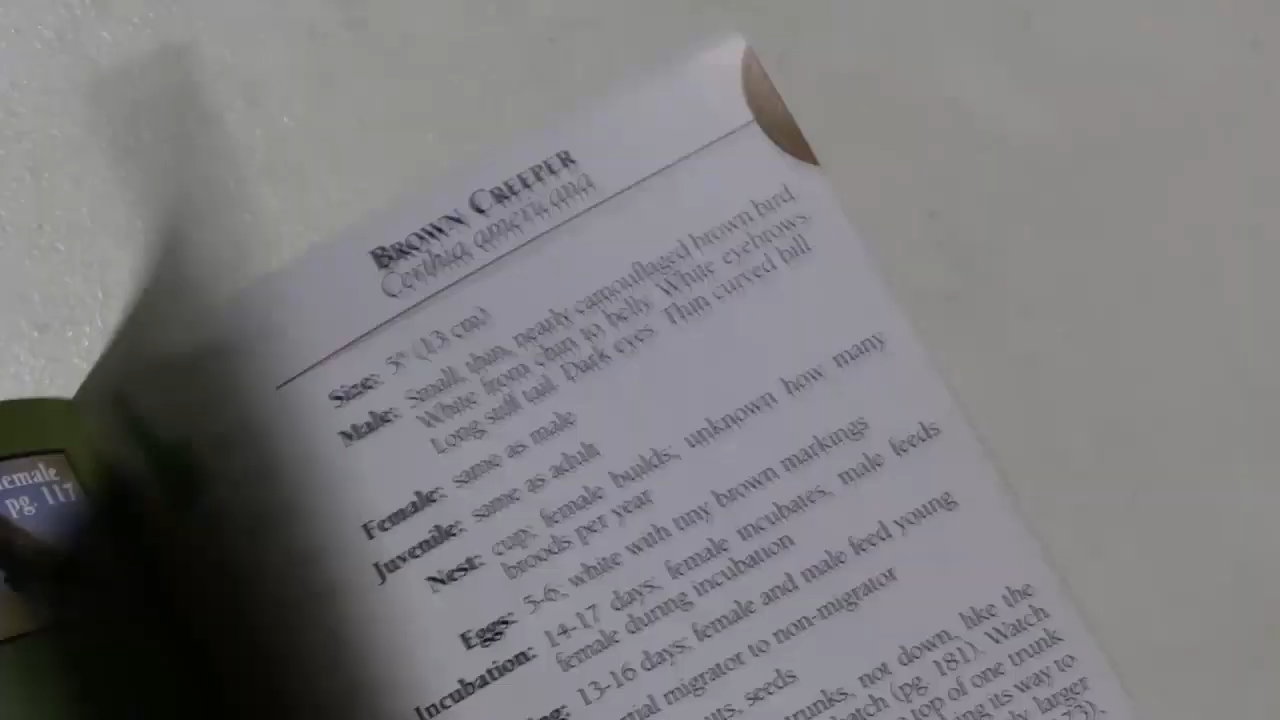 BROWN CREEPER
Certhia americana
Size: 5" (13 cm)
Male: Small, thin, nearly camouflaged brown bird.
White from chin to belly. White eyebrows.
Long stiff tail. Dark eyes. Thin curved bill
Female: same as male
Juvenile: same as adult
Nest: cup; female builds; unknown how many
broods per year
Eggs: 5-6; white with tiny brown markings
Incubation: 14-17 days; female incubates, male feeds
female during incubation
13-16 days; female and male feed young
migrator to non-migrator
seeds
trunks, not down, like the
(pg. 181). Watch
top of one trunk
its way to
larger
female
pg. 117